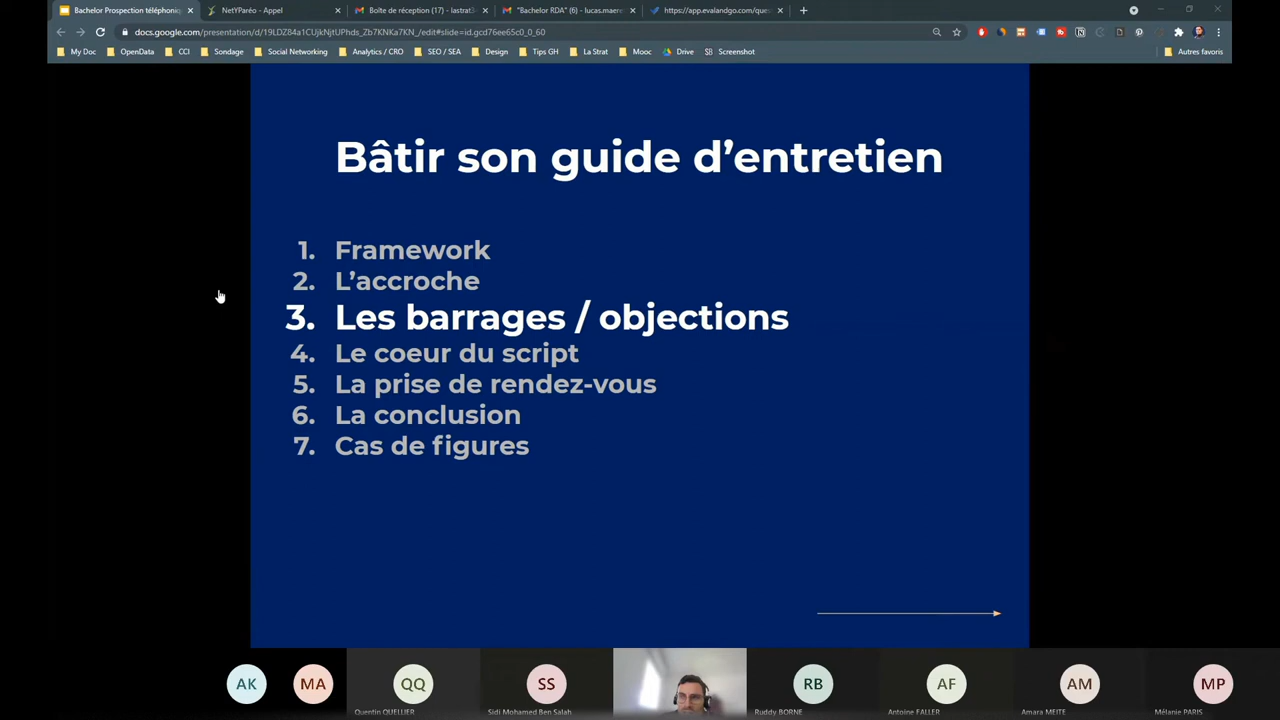 Bachelor Prospection téléphoniq
NetYParéo - Appel
Boîte de réception (17) - lastrat3
"Bachelor RDA" (6) - lucas.maere
https://app.evalandgo.com/ques
docs.google.com/presentation/d/19LDZ84a1CUjkNjtUPhds_Zb7KNKa7KN_/edit#slide=id.gcd76ee65c0_0_60
My Doc
OpenData
CCI
Sondage
Social Networking
Analytics / CRO
SEO / SEA
Design
Tips GH
La Strat
Mooc
Drive
Screenshot
Autres favoris
Bâtir son guide d'entretien
1. Framework
2. L'accroche
3. Les barrages / objections
4. Le coeur du script
5. La prise de rendez-vous
6. La conclusion
7. Cas de figures
AK
MA
QQ
SS
RB
AF
AM
MP
Quentin QUELLIER
Sidi Mohamed Ben Salah
Ruddy BORNE
Antoine FALLER
Amara MEITE
Mélanie PARIS